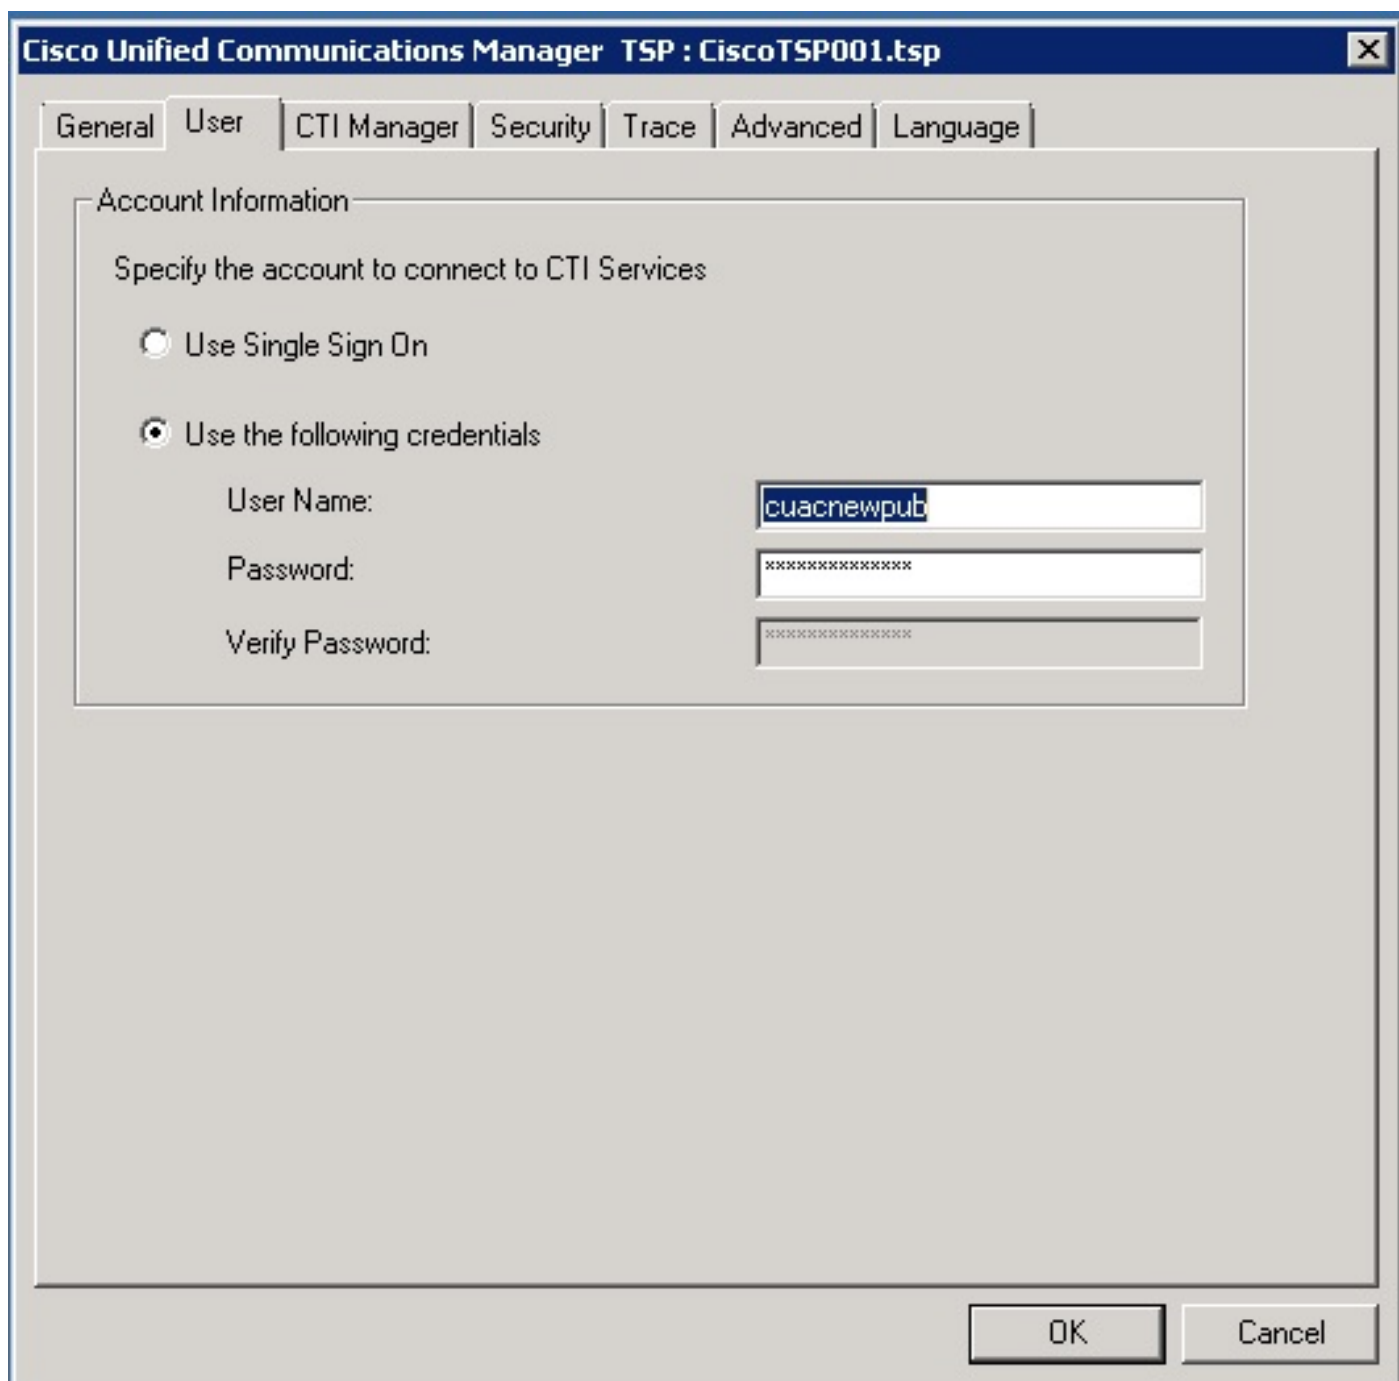 Cisco Unified Communications Manager TSP : CiscoTSP001.tsp
General User CTI Manager Security Trace Advanced Language
Account Information
Specify the account to connect to CTI Services
Use Single Sign On
Use the following credentials
User Name: cuacnewpub
Password: **************
Verify Password: **************
OK Cancel